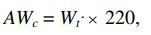 AW_c = W_t · × 220,